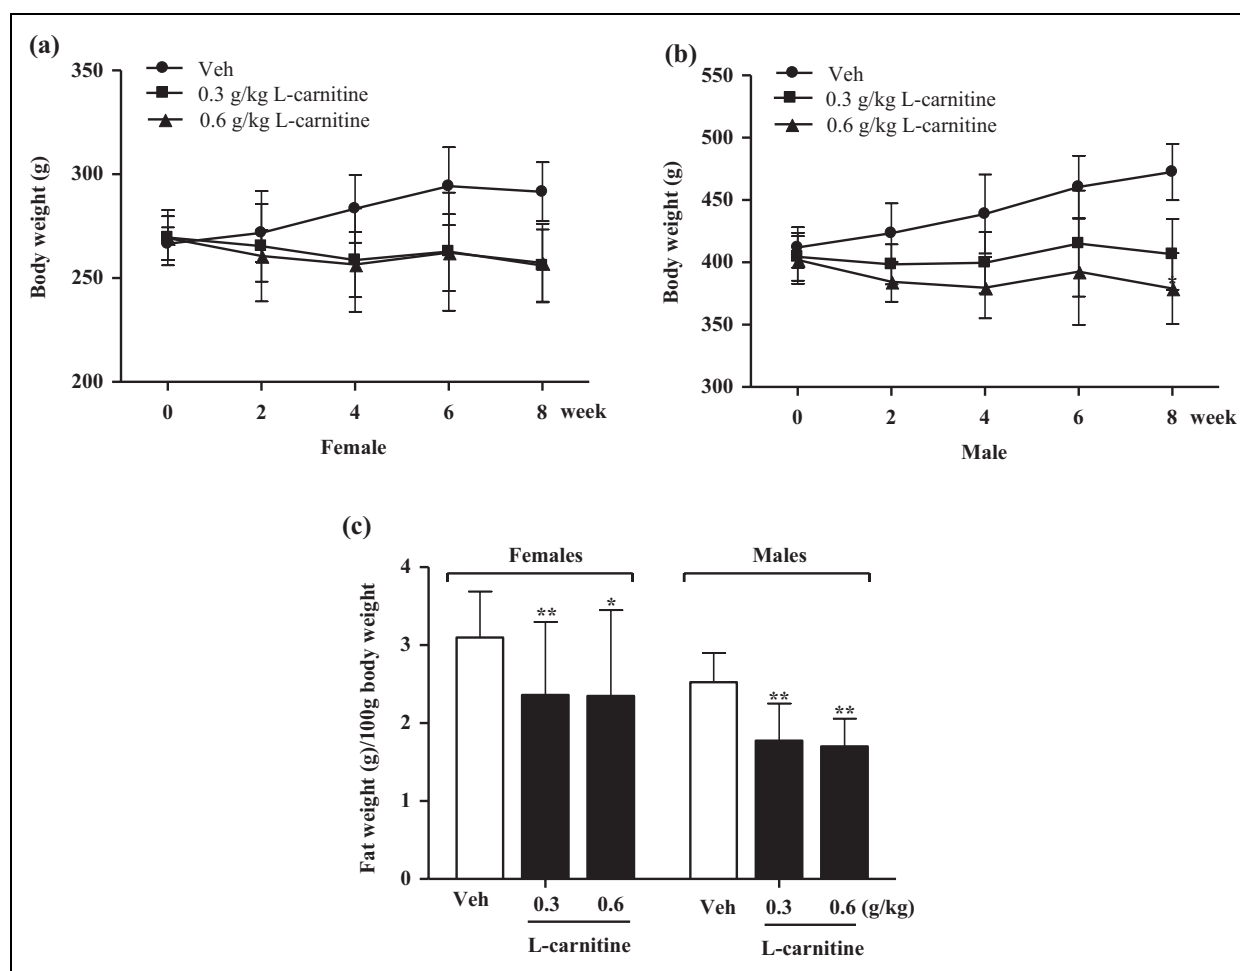 (a)
Veh
0.3 g/kg L-carnitine
0.6 g/kg L-carnitine
350
300
250
200
Body weight (g)
0 2 4 6 8 week
Female
(b)
Veh
0.3 g/kg L-carnitine
0.6 g/kg L-carnitine
550
500
450
400
350
300
Body weight (g)
*
0 2 4 6 8 week
Male
(c)
Females Males
4
3
2
1
0
Fat weight (g)/100g body weight
** * ** **
Veh 0.3 0.6 Veh 0.3 0.6 (g/kg)
L-carnitine L-carnitine